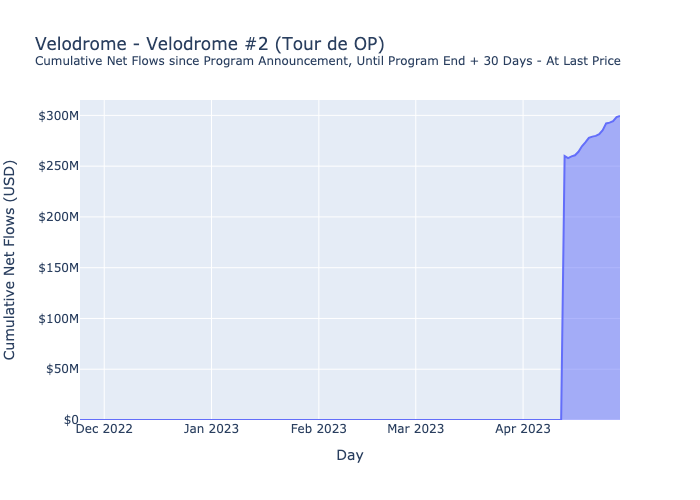 Velodrome - Velodrome #2 (Tour de OP)
Cumulative Net Flows since Program Announcement, Until Program End + 30 Days - At Last Price
Cumulative Net Flows (USD)
$300M
$250M
$200M
$150M
$100M
$50M
$0
Dec 2022 Jan 2023 Feb 2023 Mar 2023 Apr 2023
Day